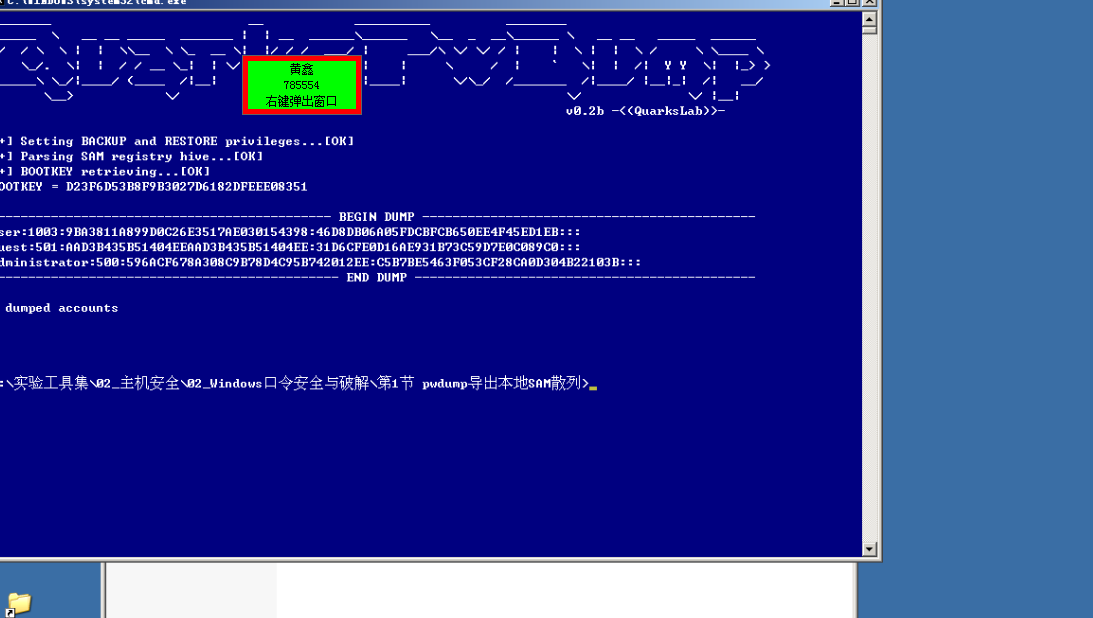 C:\WINDOWS\system32\cmd.exe
黄鑫
785554
右键弹出窗口
v0.2b -<(QuarksLab)>-
+] Setting BACKUP and RESTORE privileges...[OK]
+] Parsing SAM registry hive...[OK]
+] BOOTKEY retrieving...[OK]
OOTKEY = D23F6D53B8F9B3027D6182DFEEE08351
------------------------------------------- BEGIN DUMP --------------------------------------------
ser:1003:9BA3811A899D0C26E3517AE030154398:46D8DB06A05FDCBFCB650EE4F45ED1EB:::
uest:501:AAD3B435B51404EEAAD3B435B51404EE:31D6CFE0D16AE931B73C59D7E0C089C0:::
dministrator:500:596ACF678A308C9B78D4C95B742012EE:C5B7BE5463F053CF28CA0D304B22103B:::
-------------------------------------------- END DUMP ---------------------------------------------
dumped accounts
:\实验工具集\02_主机安全\02_Windows口令安全与破解\第1节 pwdump导出本地SAM散列>